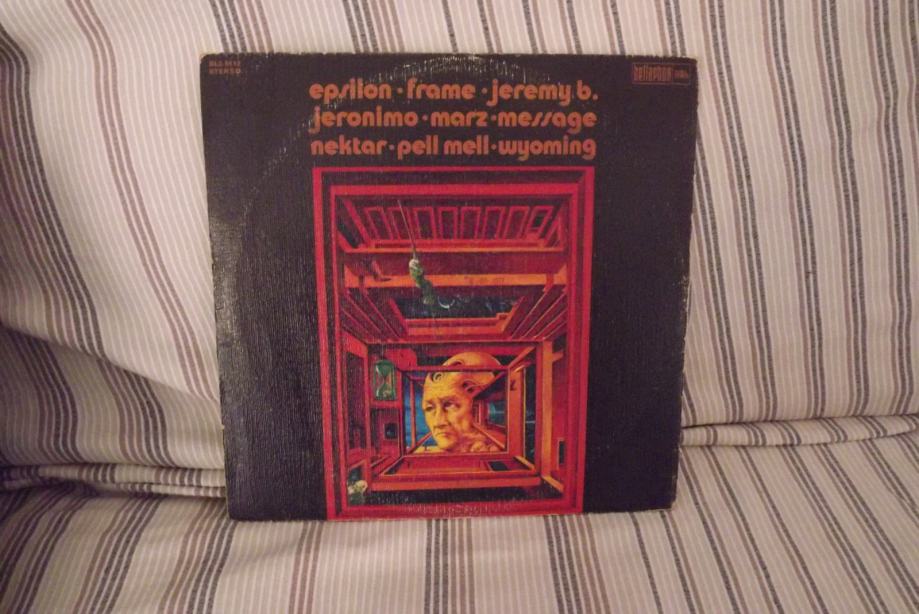 STEREO
bellaphon
epsilon · frame · jeremy b.
jeronimo · marz · message
nektar · pell mell · wyoming